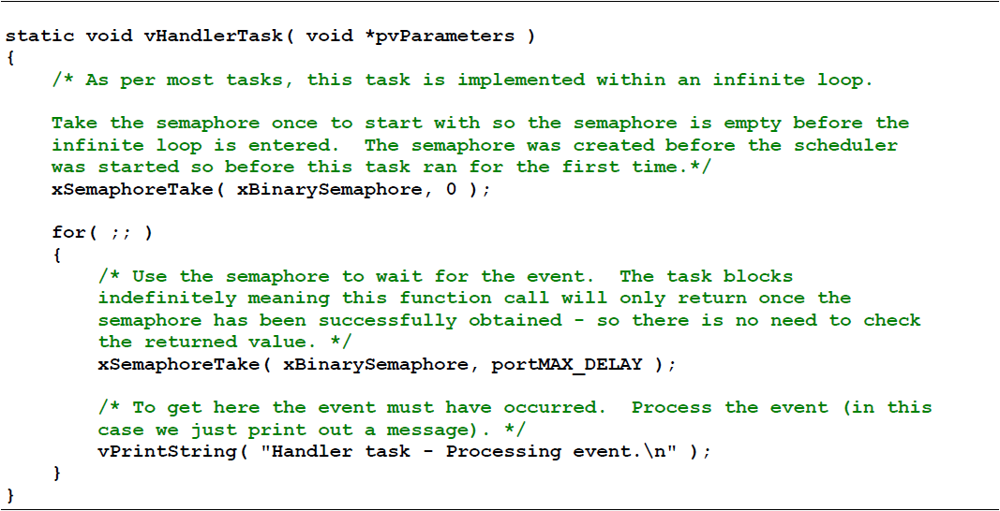 static void vHandlerTask( void *pvParameters )
{
/* As per most tasks, this task is implemented within an infinite loop.
Take the semaphore once to start with so the semaphore is empty before the
infinite loop is entered.  The semaphore was created before the scheduler
was started so before this task ran for the first time.*/
xSemaphoreTake( xBinarySemaphore, 0 );
for( ;; )
{
/* Use the semaphore to wait for the event.  The task blocks
indefinitely meaning this function call will only return once the
semaphore has been successfully obtained - so there is no need to check
the returned value. */
xSemaphoreTake( xBinarySemaphore, portMAX_DELAY );
/* To get here the event must have occurred.  Process the event (in this
case we just print out a message). */
vPrintString( "Handler task - Processing event.\n" );
}
}